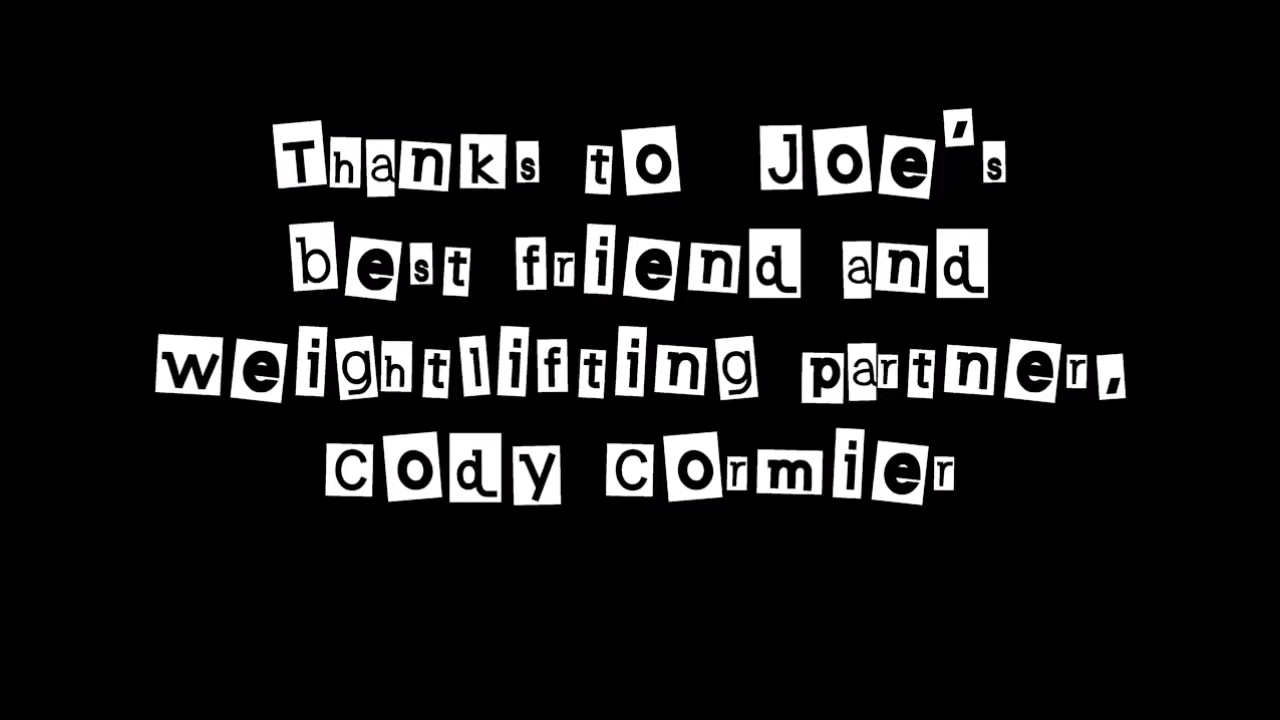 Thanks to Joe's
best friend and
weightlifting partner,
Cody Cormier